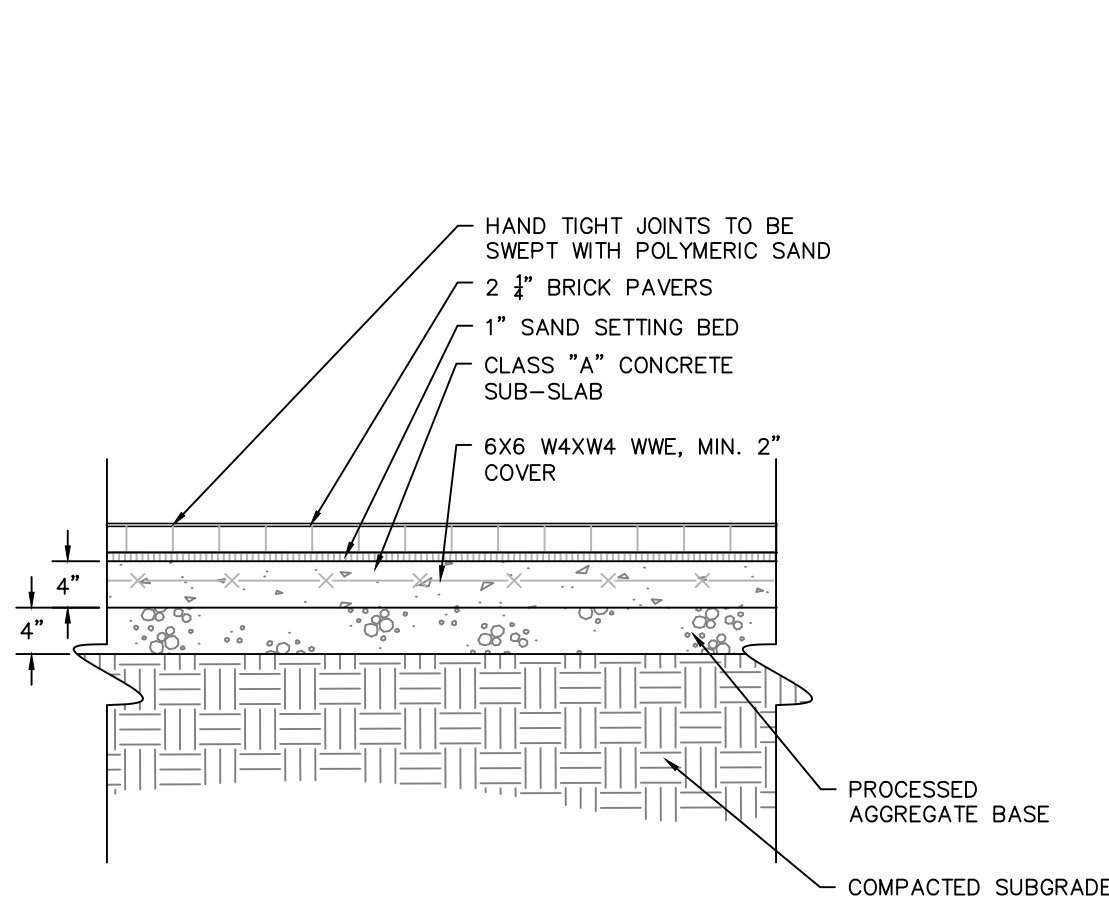 HAND TIGHT JOINTS TO BE
SWEPT WITH POLYMERIC SAND
2 1/4" BRICK PAVERS
1" SAND SETTING BED
CLASS "A" CONCRETE
SUB-SLAB
6X6 W4XW4 WWE, MIN. 2"
COVER
4"
4"
PROCESSED
AGGREGATE BASE
COMPACTED SUBGRADE